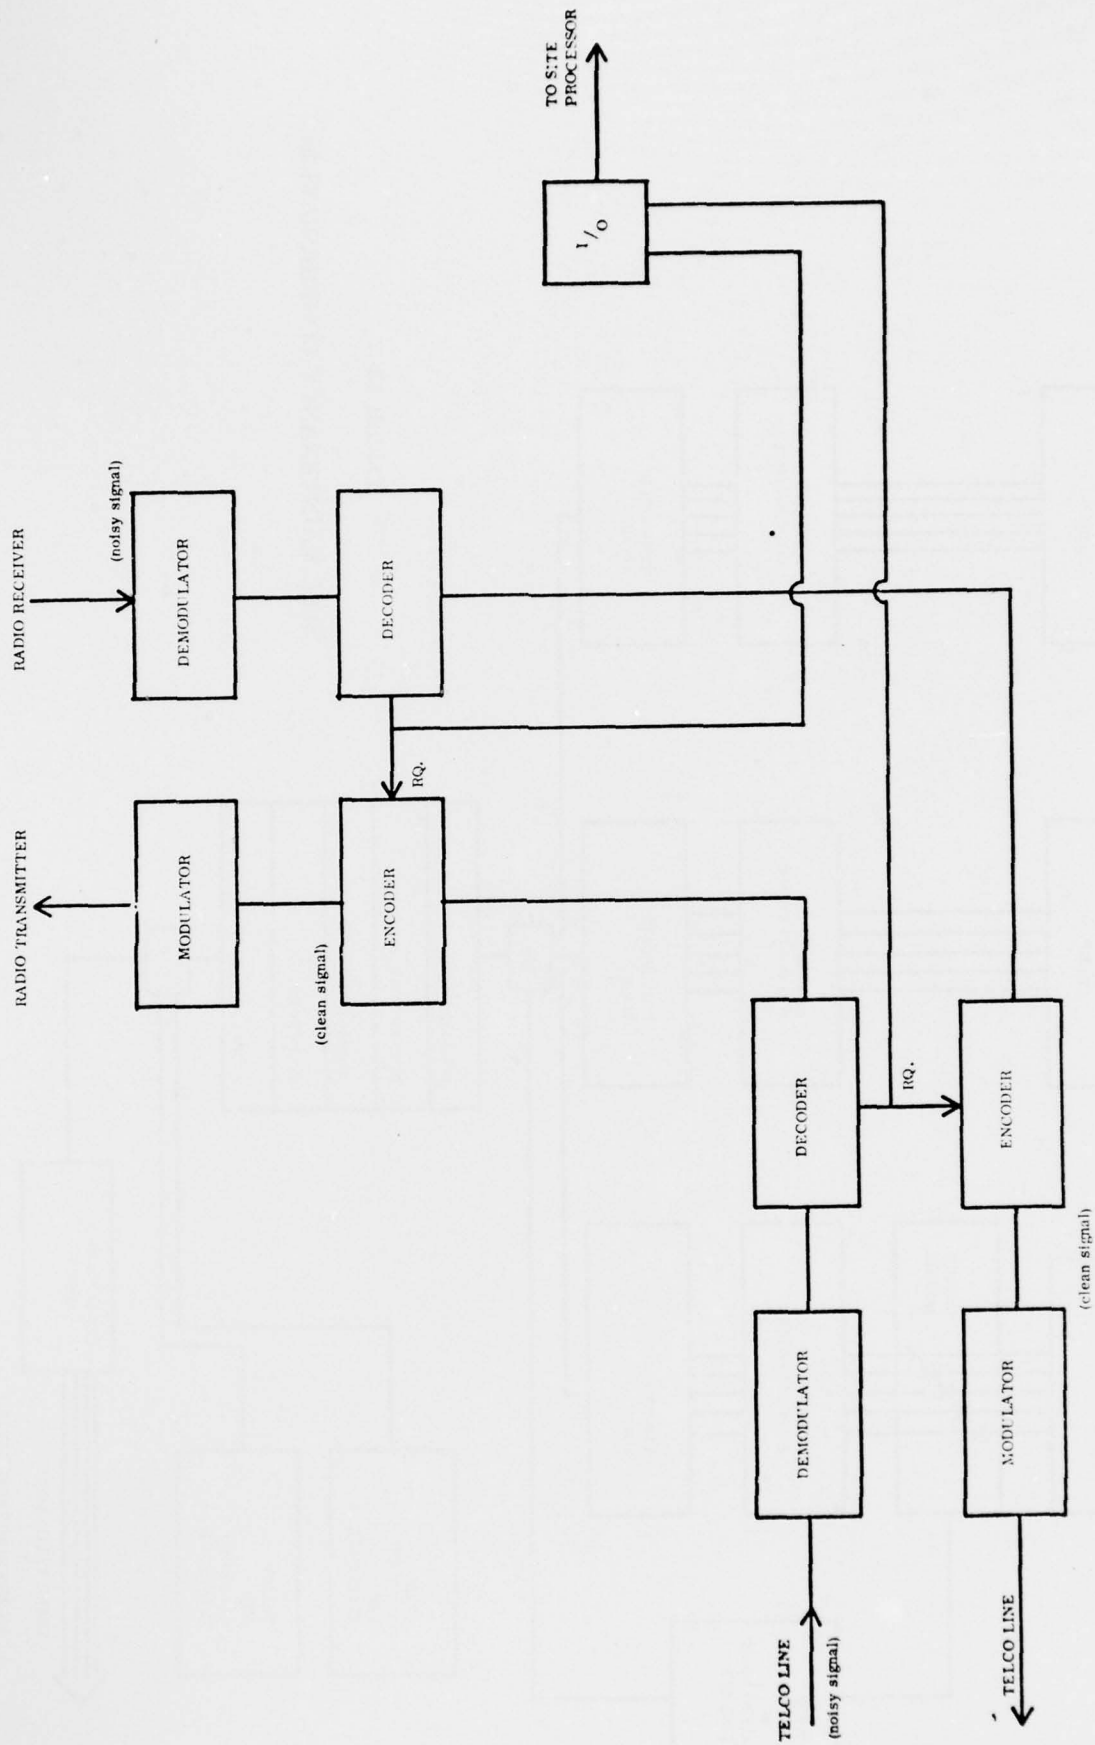 RADIO TRANSMITTER
RADIO RECEIVER
(noisy signal)
MODULATOR
DEMODULATOR
(clean signal)
ENCODER
RQ.
DECODER
TO SITE
PROCESSOR
I/O
TELCO LINE
(noisy signal)
DEMODULATOR
DECODER
RQ.
TELCO LINE
MODULATOR
(clean signal)
ENCODER